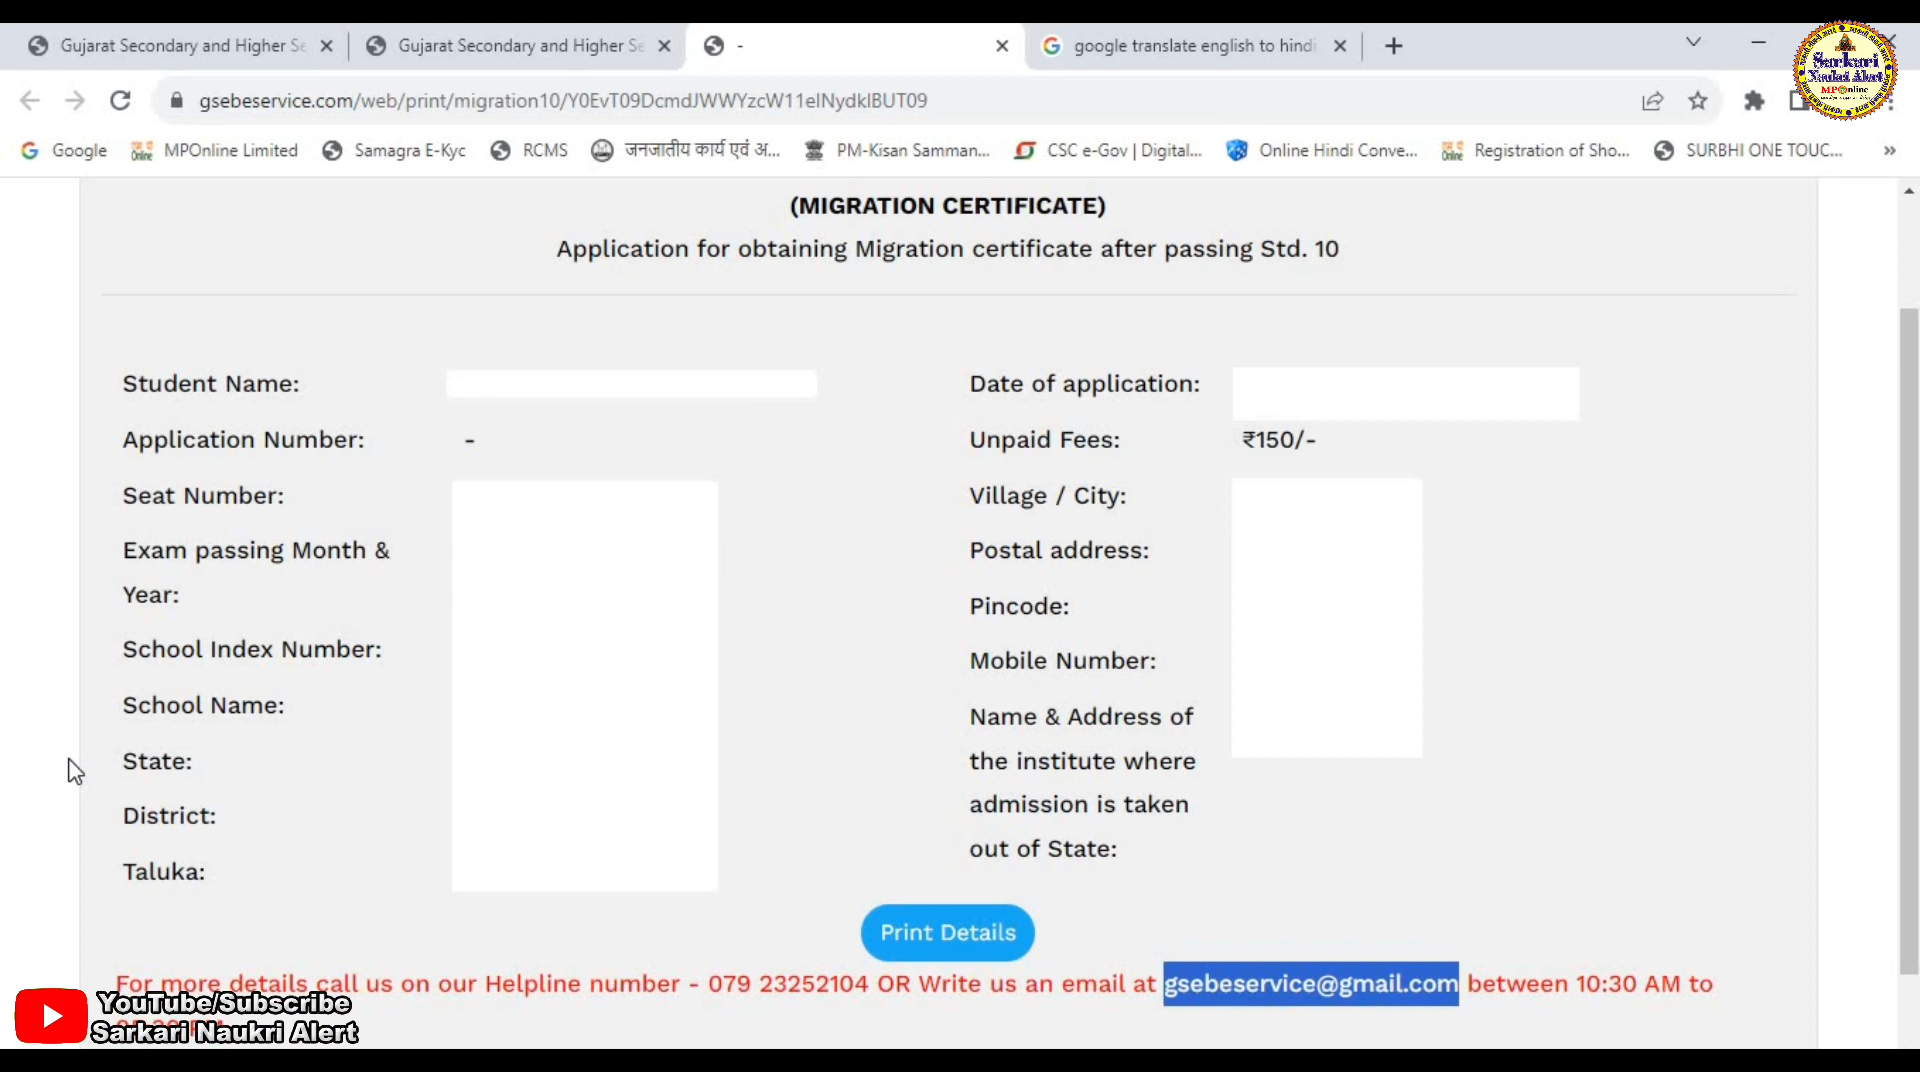 Gujarat Secondary and Higher Se
Gujarat Secondary and Higher Se
-
google translate english to hindi
gsebeservice.com/web/print/migration10/Y0EvT09DcmdJWWYzcW11elNydklBUT09
Google
MPOnline Limited
Samagra E-Kyc
RCMS
जनजातीय कार्य एवं अ...
PM-Kisan Samman...
CSC e-Gov | Digital...
Online Hindi Conve...
Registration of Sho...
SURBHI ONE TOUC...
»
Sarkari
Naukri Alert
MPOnline
(MIGRATION CERTIFICATE)
Application for obtaining Migration certificate after passing Std. 10
Student Name:
Date of application:
Application Number: -
Unpaid Fees: ₹150/-
Seat Number:
Village / City:
Exam passing Month &
Year:
Postal address:
Pincode:
School Index Number:
Mobile Number:
School Name:
Name & Address of
the institute where
admission is taken
out of State:
State:
District:
Taluka:
Print Details
For more details call us on our Helpline number - 079 23252104 OR Write us an email at gsebeservice@gmail.com between 10:30 AM to
YouTube/Subscribe
Sarkari Naukri Alert